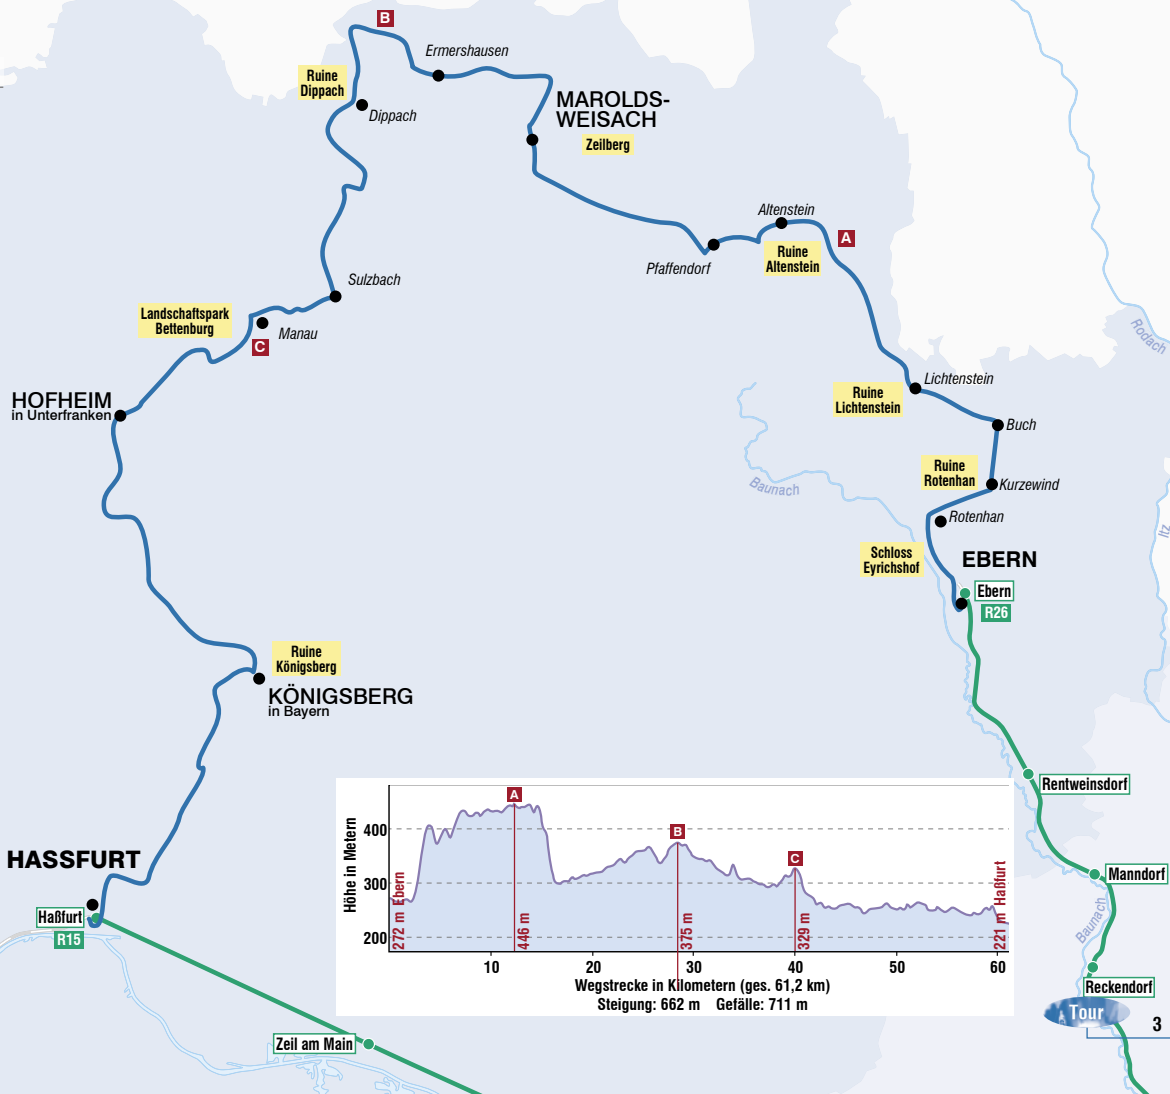 B
Ermershausen
Ruine
Dippach
Dippach
MAROLDS-
WEISACH
Zeilberg
Altenstein
A
Ruine
Altenstein
Pfaffendorf
Sulzbach
Landschaftspark
Bettenburg
Manau
C
Rodach
Lichtenstein
Ruine
Lichtenstein
HOFHEIM
in Unterfranken
Buch
Ruine
Rotenhan
Kurzewind
Baunach
Rotenhan
Itz
Schloss
Eyrichshof
EBERN
Ebern
R26
Ruine
Königsberg
KÖNIGSBERG
in Bayern
Rentweinsdorf
HASSFURT
Haßfurt
R15
Manndorf
Baunach
Reckendorf
Tour
3
Zeil am Main
Höhe in Metern
400
300
200
A
B
C
272 m Ebern
446 m
375 m
329 m
221 m Haßfurt
10 20 30 40 50 60
Wegstrecke in Kilometern (ges. 61,2 km)
Steigung: 662 m Gefälle: 711 m